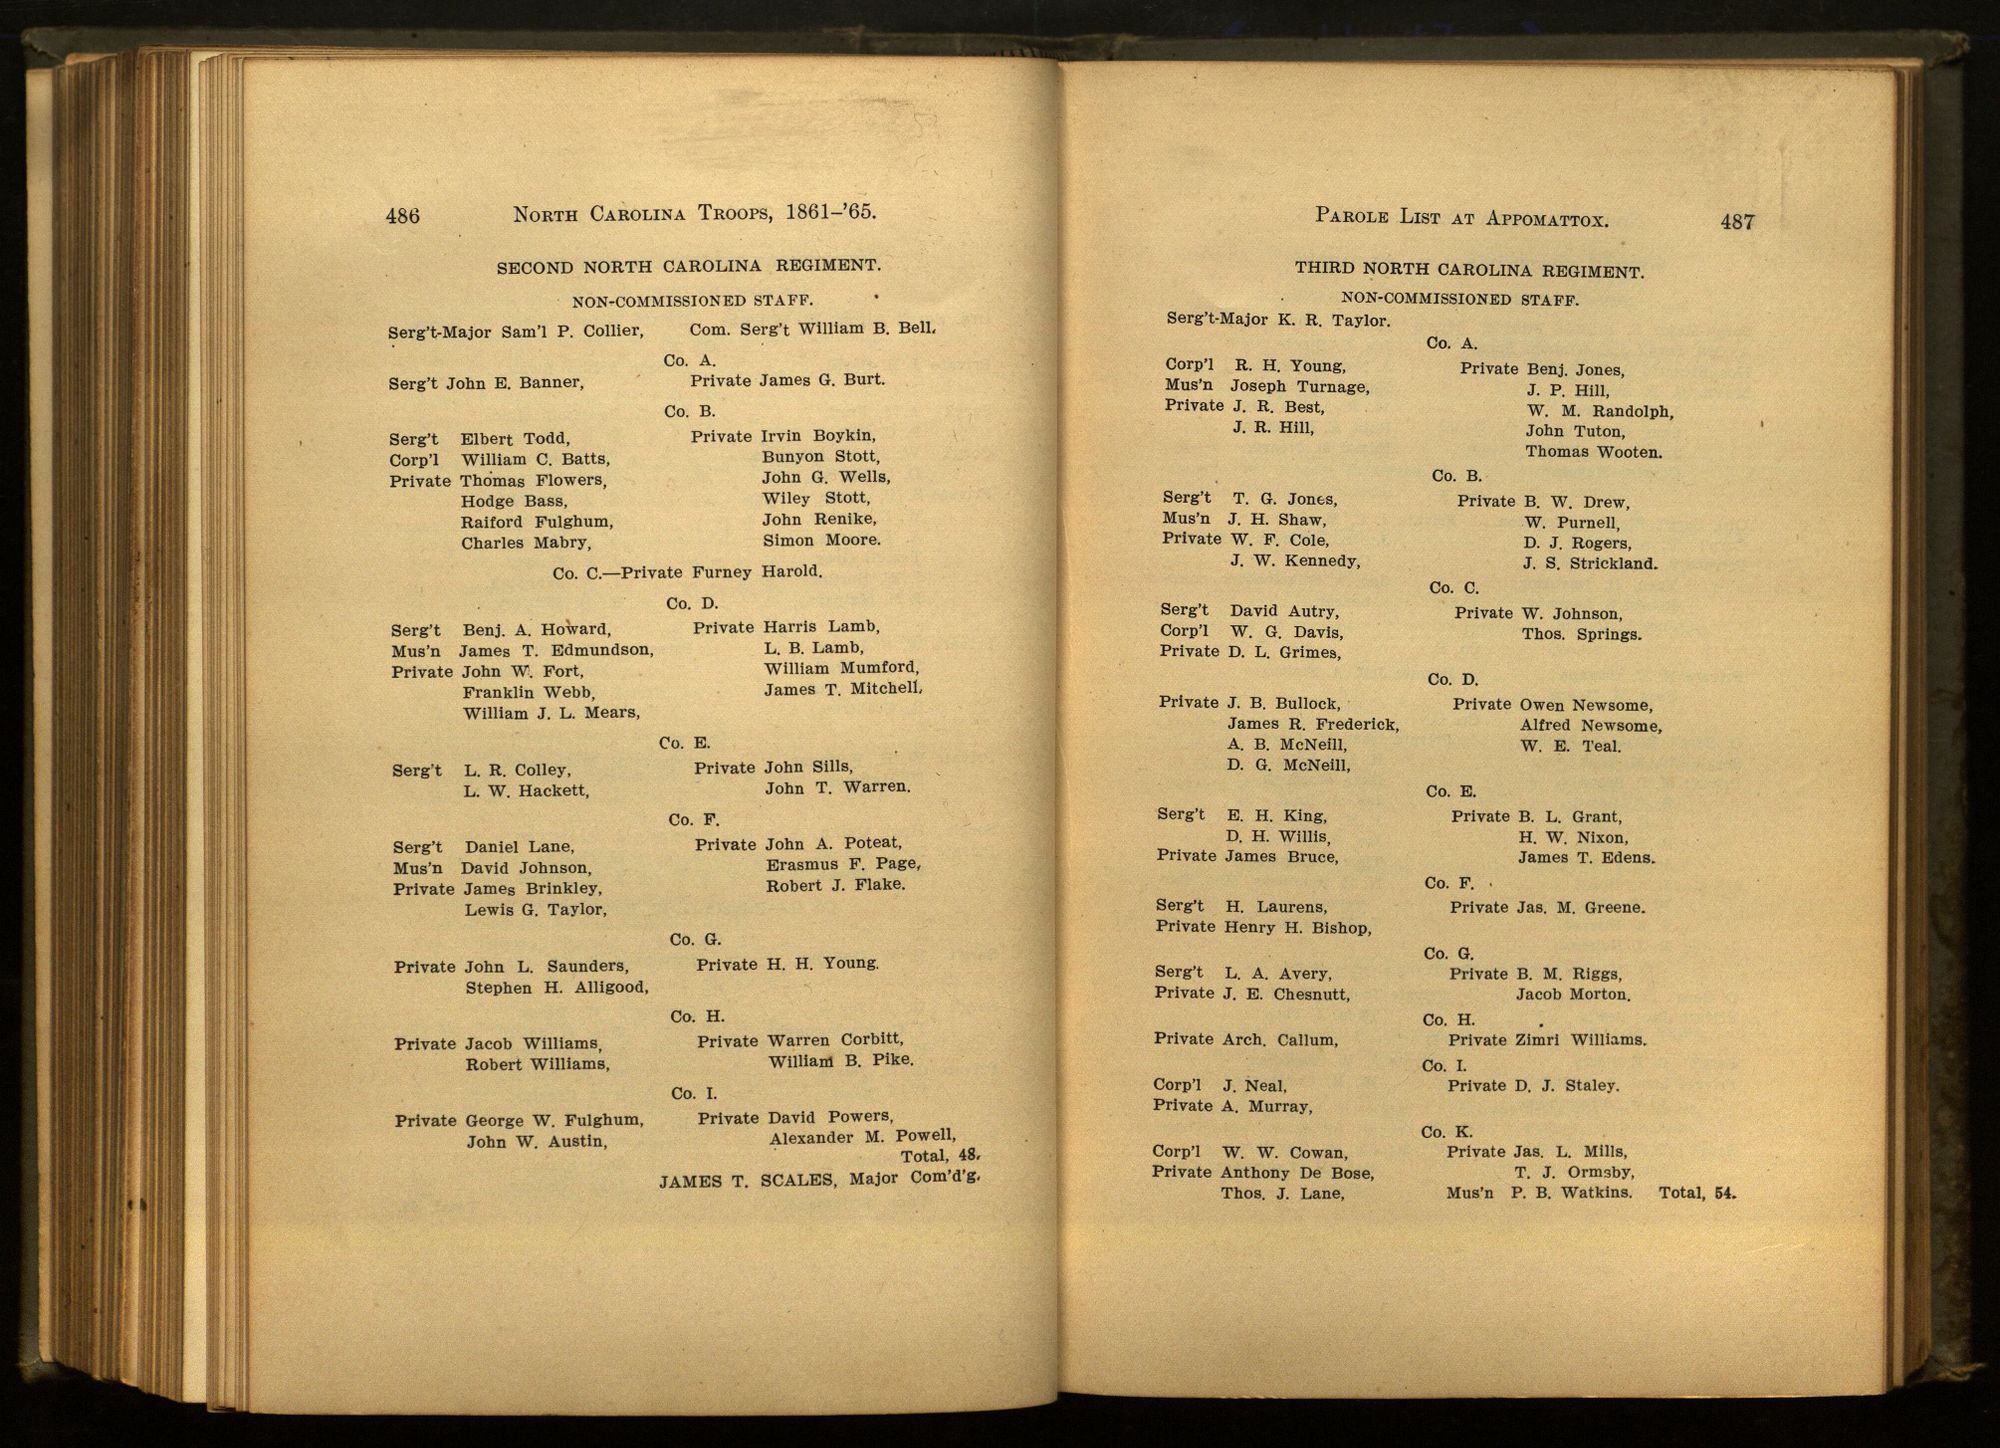 486 NORTH CAROLINA TROOPS, 1861–'65.
SECOND NORTH CAROLINA REGIMENT.
NON-COMMISSIONED STAFF.
Serg't-Major Sam'l P. Collier, Com. Serg't William B. Bell.
Co. A.
Serg't John E. Banner, Private James G. Burt.
Co. B.
Serg't Elbert Todd, Private Irvin Boykin,
Corp'l William C. Batts, Bunyon Stott,
Private Thomas Flowers, John G. Wells,
Hodge Bass, Wiley Stott,
Raiford Fulghum, John Renike,
Charles Mabry, Simon Moore.
Co. C.—Private Furney Harold.
Co. D.
Serg't Benj. A. Howard, Private Harris Lamb,
Mus'n James T. Edmundson, L. B. Lamb,
Private John W. Fort, William Mumford,
Franklin Webb, James T. Mitchell.
William J. L. Mears,
Co. E.
Serg't L. R. Colley, Private John Sills,
L. W. Hackett, John T. Warren.
Co. F.
Serg't Daniel Lane, Private John A. Poteat,
Mus'n David Johnson, Erasmus F. Page,
Private James Brinkley, Robert J. Flake.
Lewis G. Taylor,
Co. G.
Private John L. Saunders, Private H. H. Young.
Stephen H. Alligood,
Co. H.
Private Jacob Williams, Private Warren Corbitt,
Robert Williams, William B. Pike.
Co. I.
Private George W. Fulghum, Private David Powers,
John W. Austin, Alexander M. Powell,
Total, 48.
JAMES T. SCALES, Major Com'd'g.
PAROLE LIST AT APPOMATTOX. 487
THIRD NORTH CAROLINA REGIMENT.
NON-COMMISSIONED STAFF.
Serg't-Major K. R. Taylor.
Co. A.
Corp'l R. H. Young, Private Benj. Jones,
Mus'n Joseph Turnage, J. P. Hill,
Private J. R. Best, W. M. Randolph,
J. R. Hill, John Tuton,
Thomas Wooten.
Co. B.
Serg't T. G. Jones, Private B. W. Drew,
Mus'n J. H. Shaw, W. Purnell,
Private W. F. Cole, D. J. Rogers,
J. W. Kennedy, J. S. Strickland.
Co. C.
Serg't David Autry, Private W. Johnson,
Corp'l W. G. Davis, Thos. Springs.
Private D. L. Grimes,
Co. D.
Private J. B. Bullock, Private Owen Newsome,
James R. Frederick, Alfred Newsome,
A. B. McNeill, W. E. Teal.
D. G. McNeill,
Co. E.
Serg't E. H. King, Private B. L. Grant,
D. H. Willis, H. W. Nixon,
Private James Bruce, James T. Edens.
Co. F.
Serg't H. Laurens, Private Jas. M. Greene.
Private Henry H. Bishop,
Co. G.
Serg't L. A. Avery, Private B. M. Riggs,
Private J. E. Chesnutt, Jacob Morton.
Co. H.
Private Arch. Callum, Private Zimri Williams.
Co. I.
Corp'l J. Neal, Private D. J. Staley.
Private A. Murray,
Co. K.
Corp'l W. W. Cowan, Private Jas. L. Mills,
Private Anthony De Bose, T. J. Ormsby,
Thos. J. Lane, Mus'n P. B. Watkins. Total, 54.